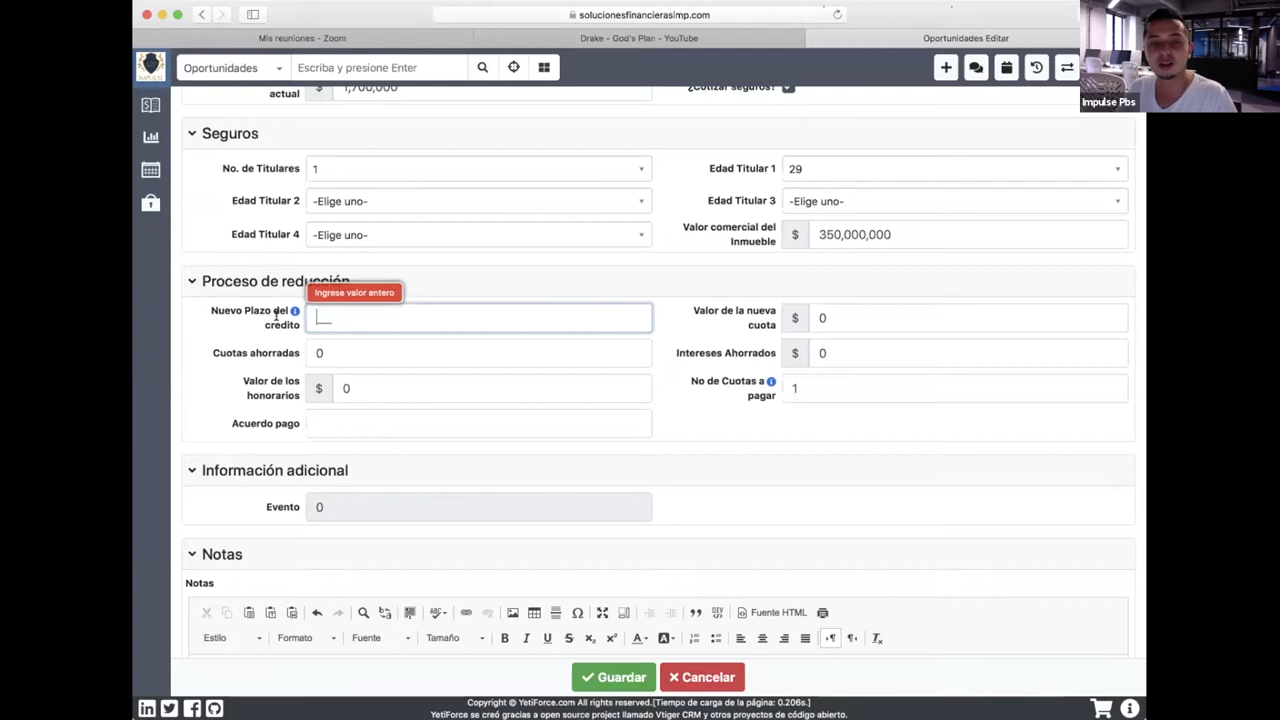 solucionesfinancierasimp.com
Mis reuniones - Zoom
Drake - God's Plan - YouTube
Oportunidades Editar
IMPULSE
Oportunidades
Escriba y presione Enter
Impulse Pbs
actual
$ 1,700,000
¿Cotizar seguros?
Seguros
No. de Titulares
1
Edad Titular 1
29
Edad Titular 2
-Elige uno-
Edad Titular 3
-Elige uno-
Edad Titular 4
-Elige uno-
Valor comercial del
Inmueble
$ 350,000,000
Proceso de reducción
Ingrese valor entero
Nuevo Plazo del
credito
Valor de la nueva
cuota
$ 0
Cuotas ahorradas
0
Intereses Ahorrados
$ 0
Valor de los
honorarios
$ 0
No de Cuotas a
pagar
1
Acuerdo pago
Información adicional
Evento
0
Notas
Notas
Fuente HTML
Estilo
Formato
Fuente
Tamaño
Guardar
Cancelar
Copyright © YetiForce.com All rights reserved.[Tiempo de carga de la página: 0.206s.]
YetiForce se creó gracias a open source project llamado Vtiger CRM y otros proyectos de código abierto.